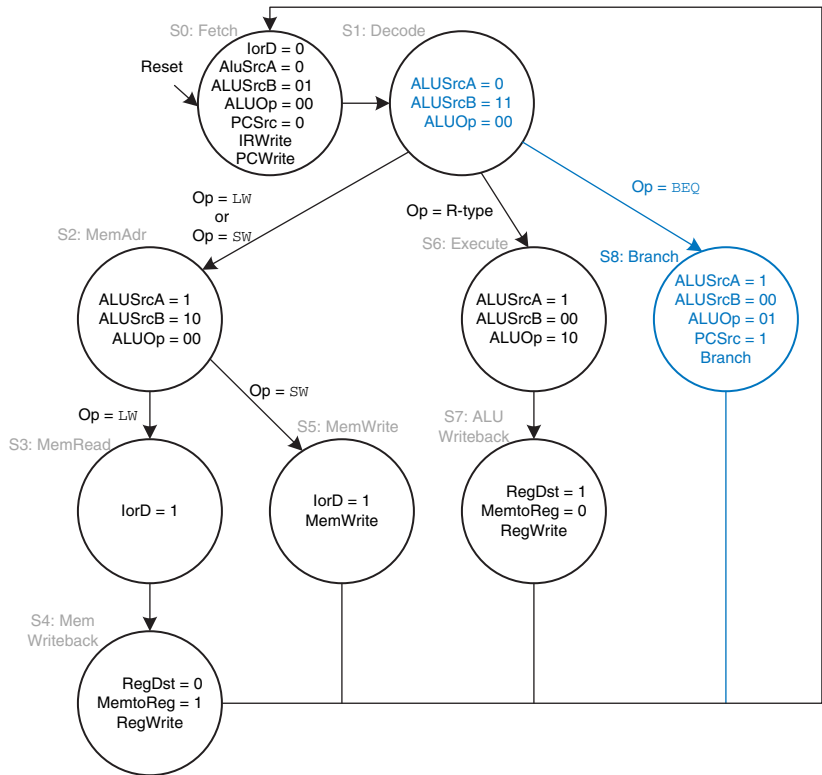 S0: Fetch
S1: Decode
Reset
IorD = 0
AluSrcA = 0
ALUSrcB = 01
ALUOp = 00
PCSrc = 0
IRWrite
PCWrite
ALUSrcA = 0
ALUSrcB = 11
ALUOp = 00
Op = LW
or
Op = SW
Op = R-type
Op = BEQ
S2: MemAdr
S6: Execute
S8: Branch
ALUSrcA = 1
ALUSrcB = 10
ALUOp = 00
ALUSrcA = 1
ALUSrcB = 00
ALUOp = 10
ALUSrcA = 1
ALUSrcB = 00
ALUOp = 01
PCSrc = 1
Branch
Op = LW
Op = SW
S3: MemRead
S5: MemWrite
S7: ALU
Writeback
IorD = 1
IorD = 1
MemWrite
RegDst = 1
MemtoReg = 0
RegWrite
S4: Mem
Writeback
RegDst = 0
MemtoReg = 1
RegWrite